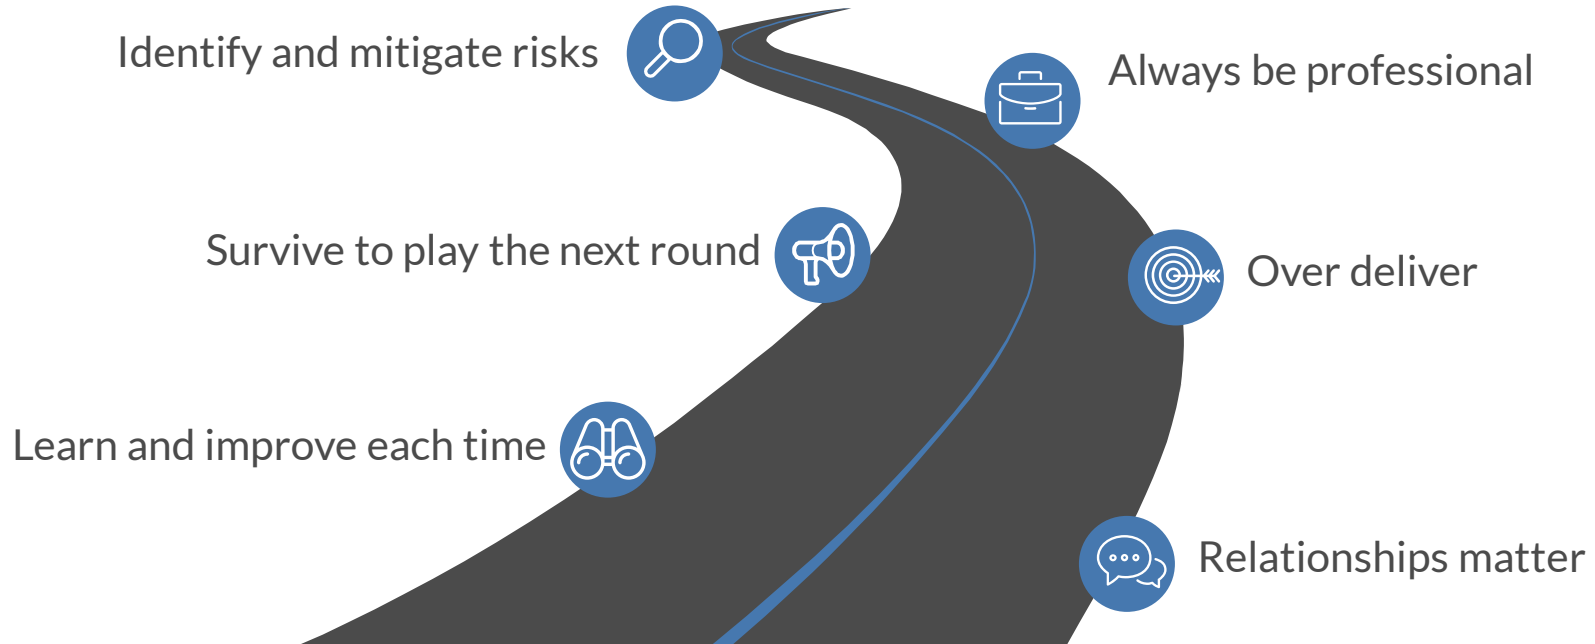 Identify and mitigate risks
Always be professional
Survive to play the next round
Over deliver
Learn and improve each time
Relationships matter